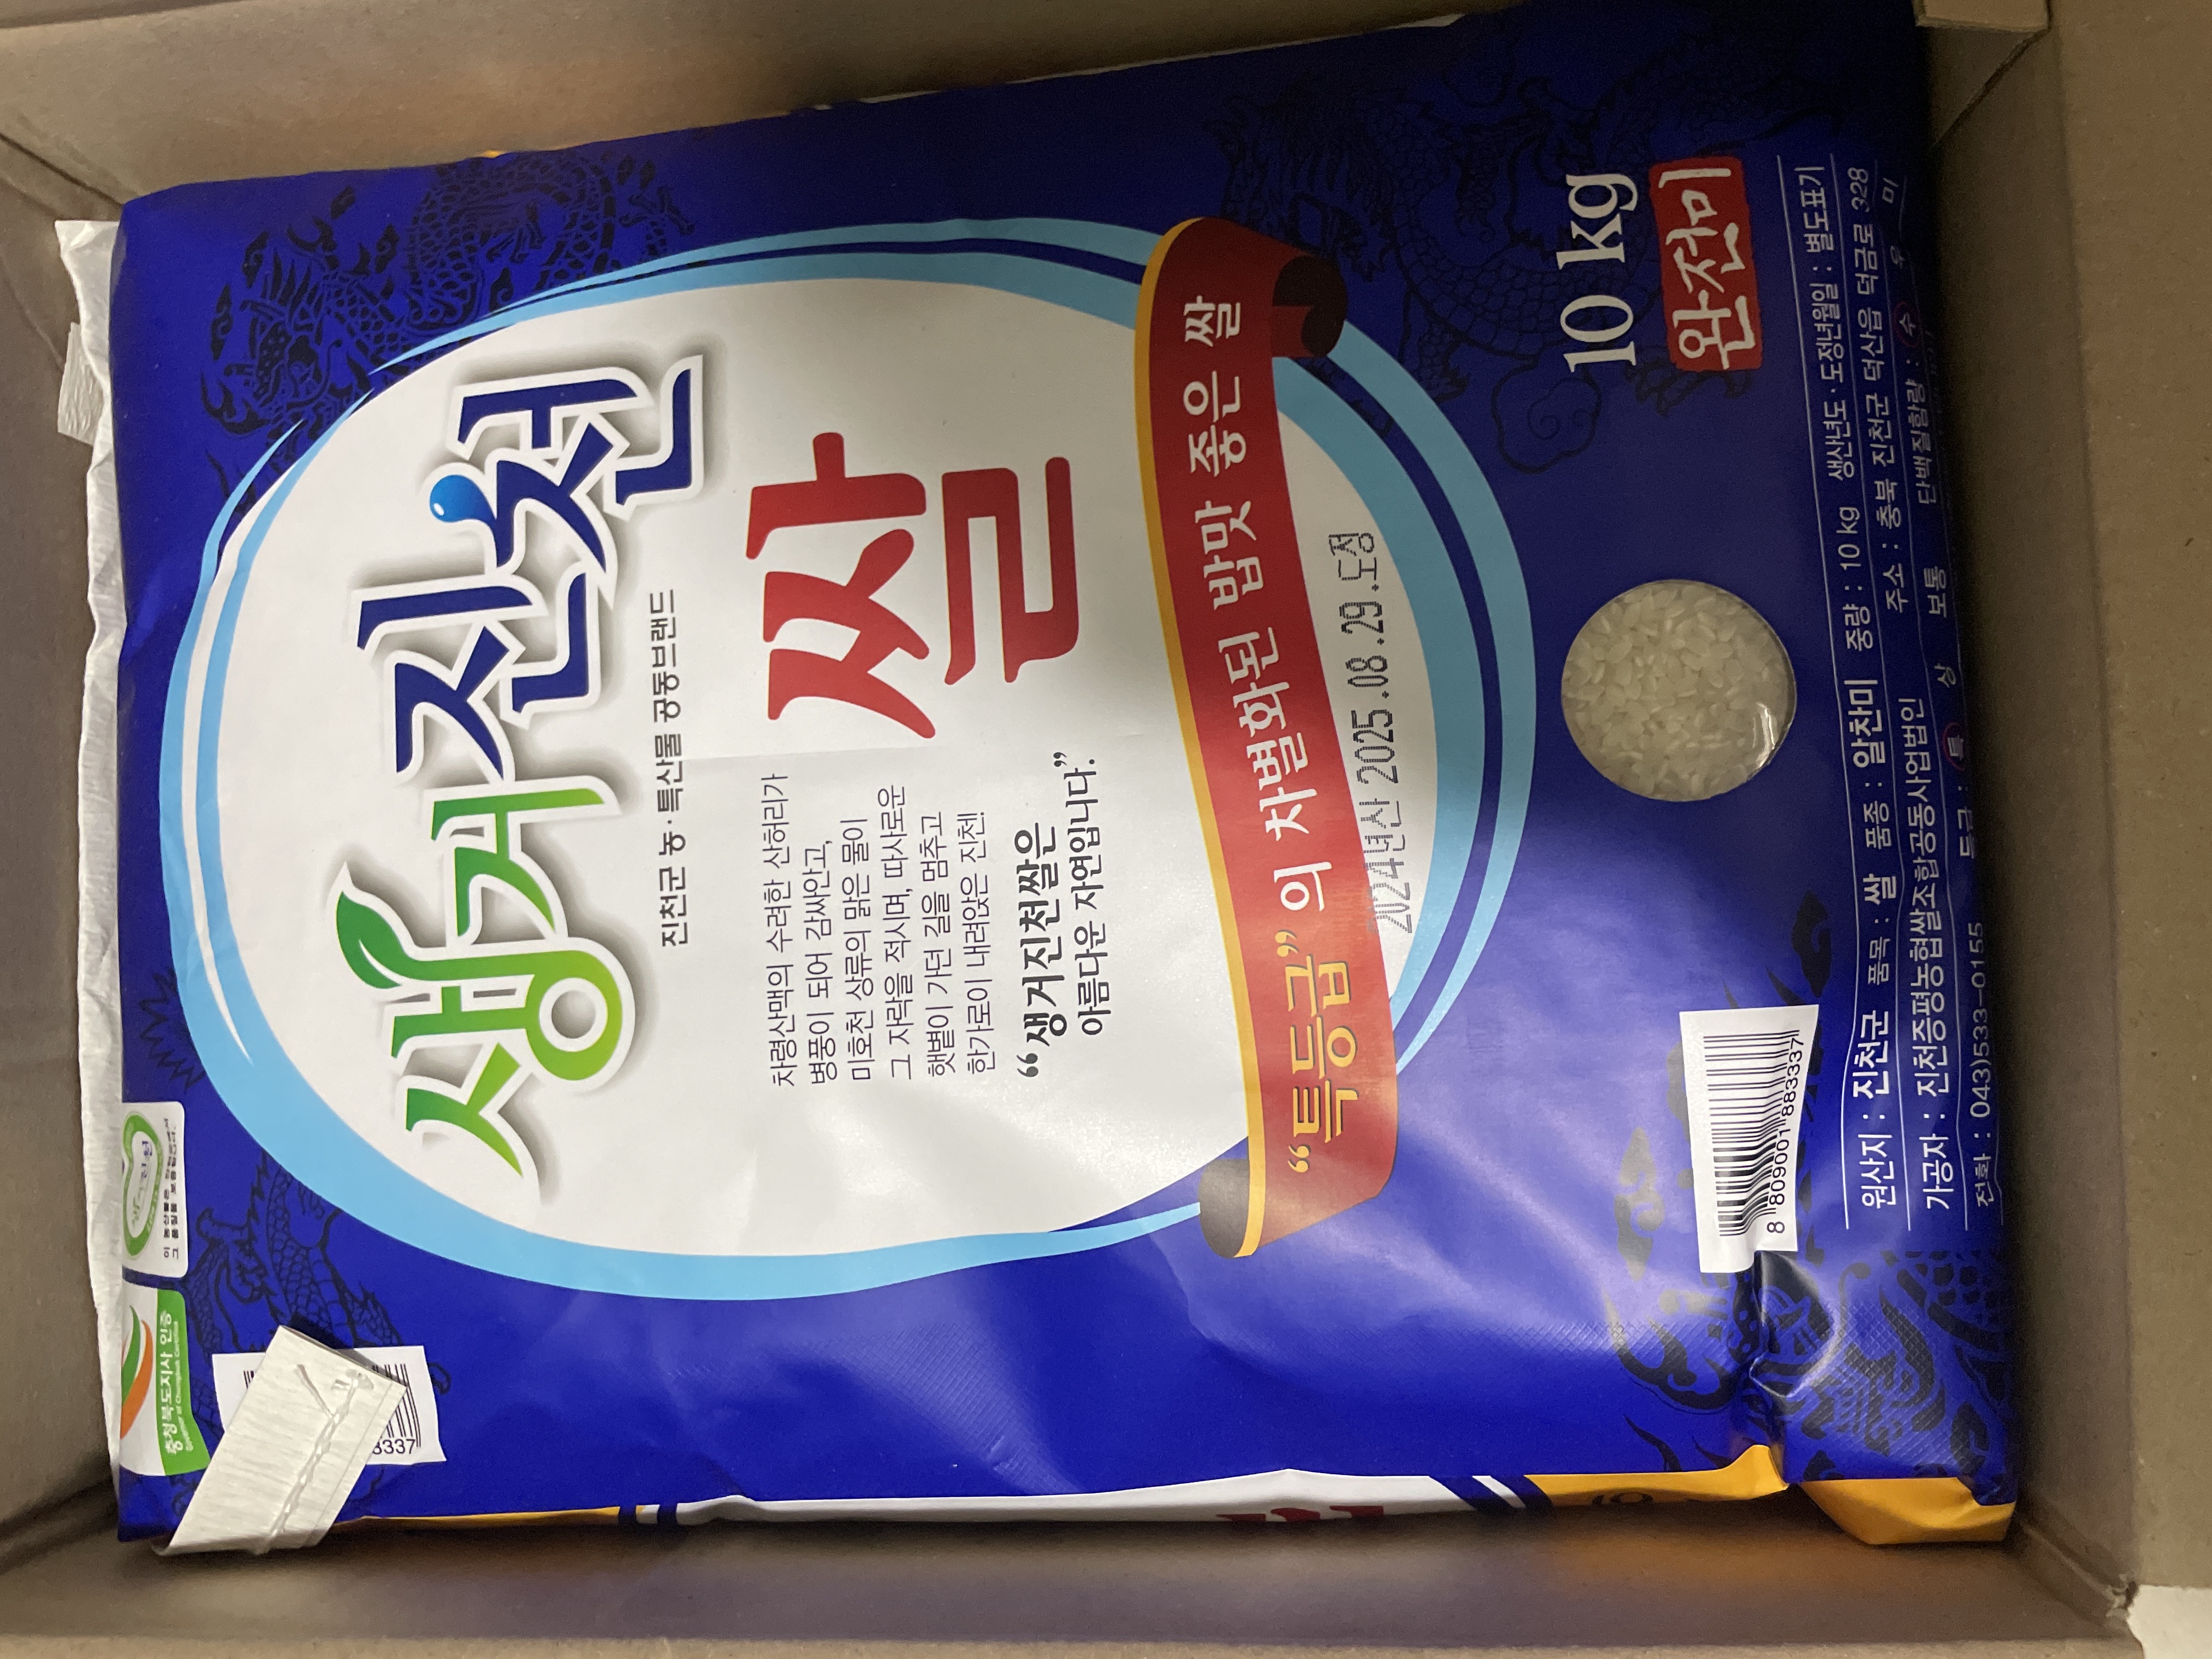 충청북도지사 인증
생거진천
진천군 농·특산물 공동브랜드
쌀
차령산맥의 수려한 산허리가
병풍이 되어 감싸안고,
미호천 상류의 맑은 물이
그 자락을 적시며, 따사로운
햇볕이 가던 길을 멈추고
한가로이 내려앉은 진천!
“생거진천쌀은
아름다운 자연입니다.”
“특등급”의 차별화된 밥맛 좋은 쌀
2024년산 2025.08.29.도정
10 kg
완전미
3337
8 809001 883337
원산지 : 진천군 품목 : 쌀 품종 : 알찬미 중량 : 10 kg 생산년도·도정년월일 : 별도표기
가공자 : 진천증평농협쌀조합공동사업법인 주소 : 충북 진천군 덕산읍 덕금로 328
전화 : 043)533-0155 등급 : 특 상 보통 단백질함량 : 수 우 미